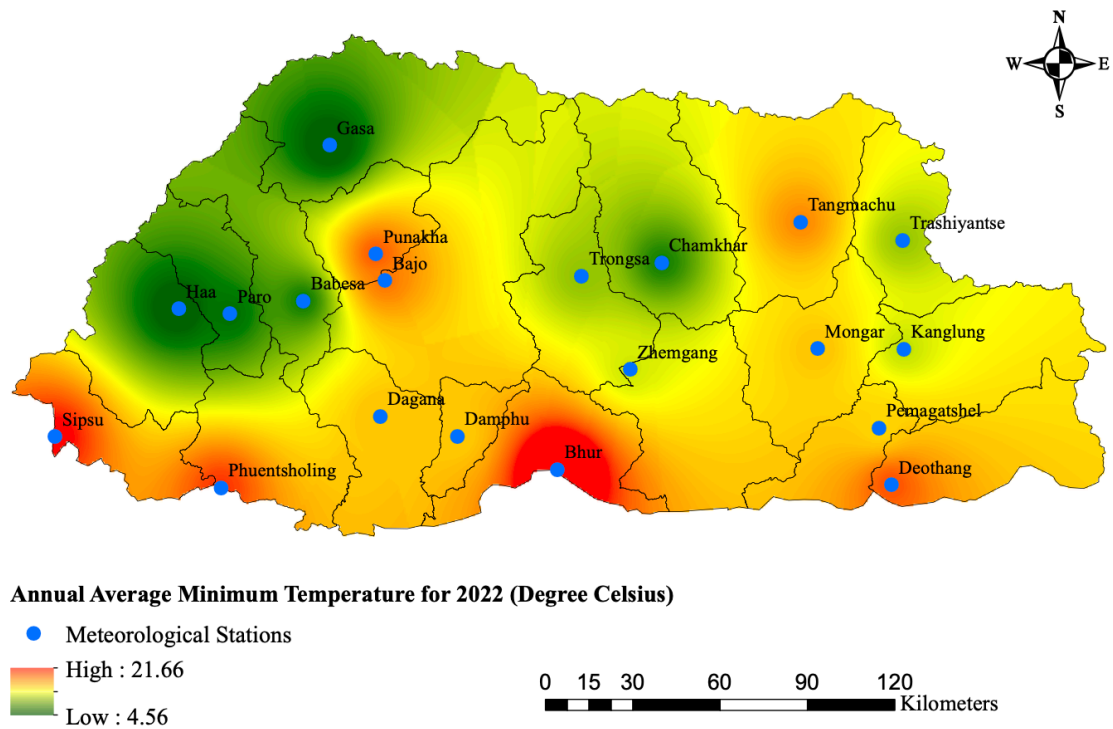 N
W E
S
Gasa
Punakha
Bajo
Tangmachu
Trashiyantse
Chamkhar
Trongsa
Haa
Paro
Babesa
Mongar
Kanglung
Zhemgang
Dagana
Damphu
Pemagatshel
Sipsu
Phuentsholing
Bhur
Deothang
Annual Average Minimum Temperature for 2022 (Degree Celsius)
Meteorological Stations
High : 21.66
Low : 4.56
0 15 30 60 90 120
Kilometers